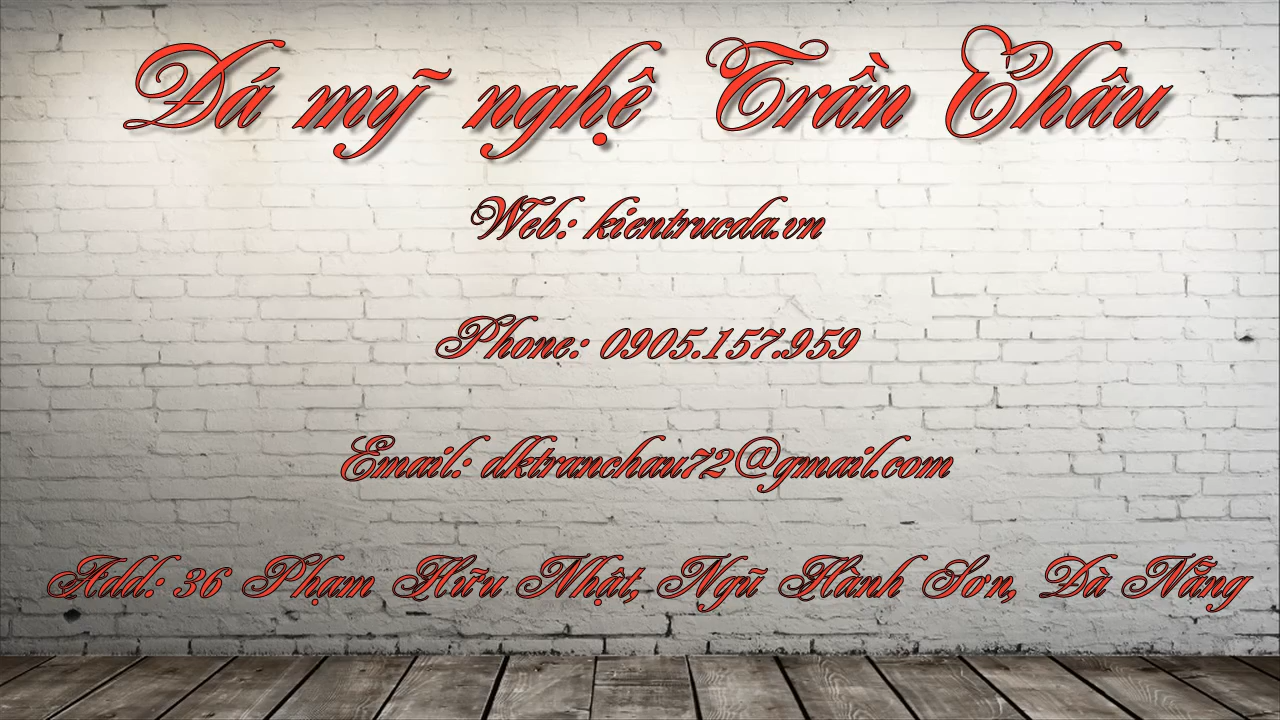 Đá mỹ nghệ Trần Châu
Web: kientrucda.vn
Phone: 0905.157.959
Email: dktranchau72@gmail.com
Add: 36 Phạm Hữu Nhật, Ngũ Hành Sơn, Đà Nẵng